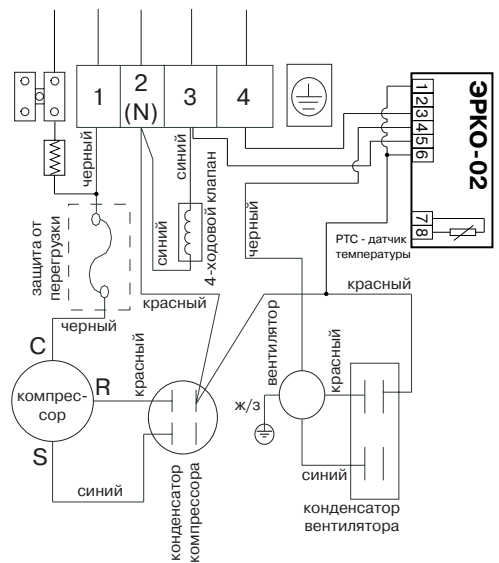 1
2
(N)
3
4
ЭРКО-02
1
2
3
4
5
6
7
8
черный
синий
4-ходовой клапан
синий
черный
защита от
перегрузки
РТС - датчик
температуры
красный
красный
черный
C
R
S
компрес-
сор
красный
синий
конденсатор
компрессора
вентилятор
ж/з
красный
синий
конденсатор
вентилятора